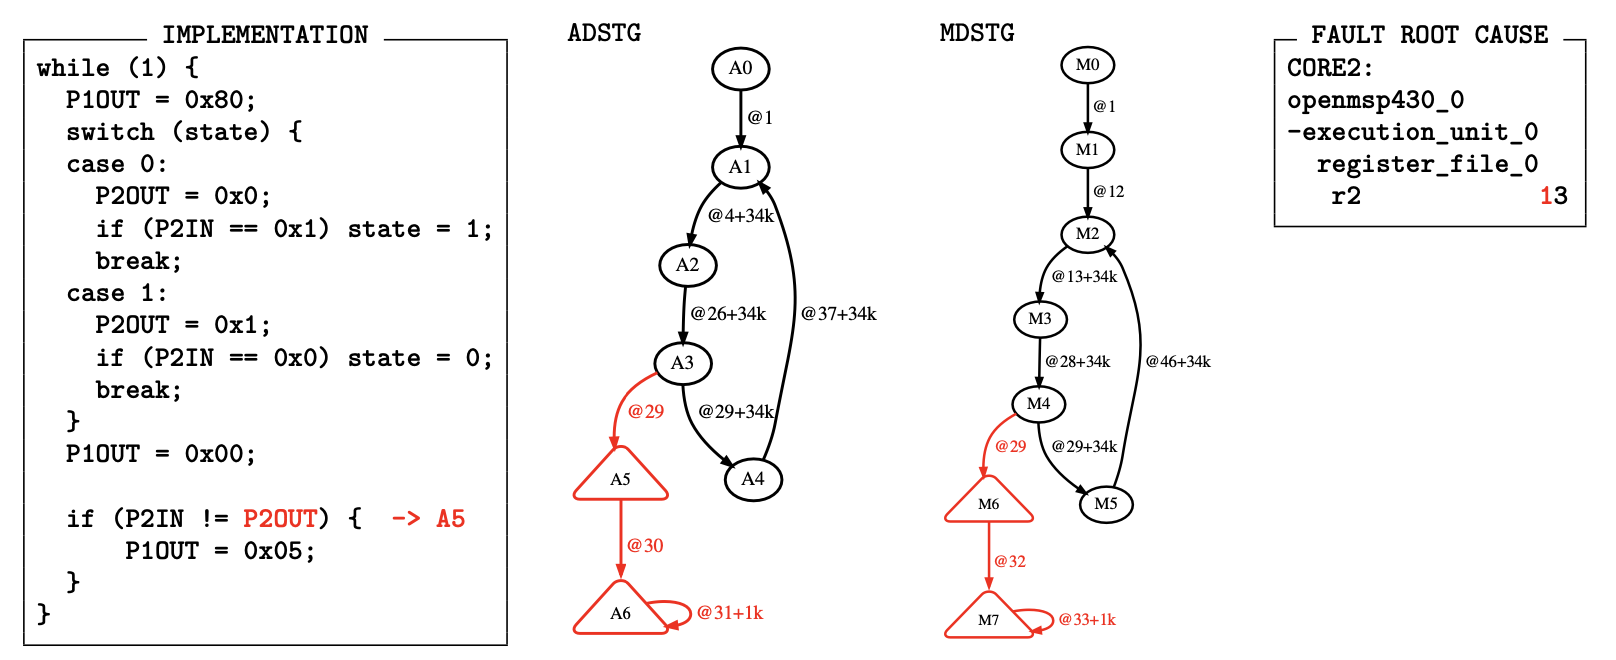 IMPLEMENTATION
while (1) {
P1OUT = 0x80;
switch (state) {
case 0:
P2OUT = 0x0;
if (P2IN == 0x1) state = 1;
break;
case 1:
P2OUT = 0x1;
if (P2IN == 0x0) state = 0;
break;
}
P1OUT = 0x00;
if (P2IN != P2OUT) { -> A5
P1OUT = 0x05;
}
}
ADSTG
A0
@1
A1
@4+34k
A2
@26+34k
@37+34k
A3
@29
@29+34k
A5
A4
@30
A6
@31+1k
MDSTG
M0
@1
M1
@12
M2
@13+34k
M3
@28+34k
@46+34k
M4
@29
@29+34k
M6
M5
@32
M7
@33+1k
FAULT ROOT CAUSE
CORE2:
openmsp430_0
-execution_unit_0
register_file_0
r2 13